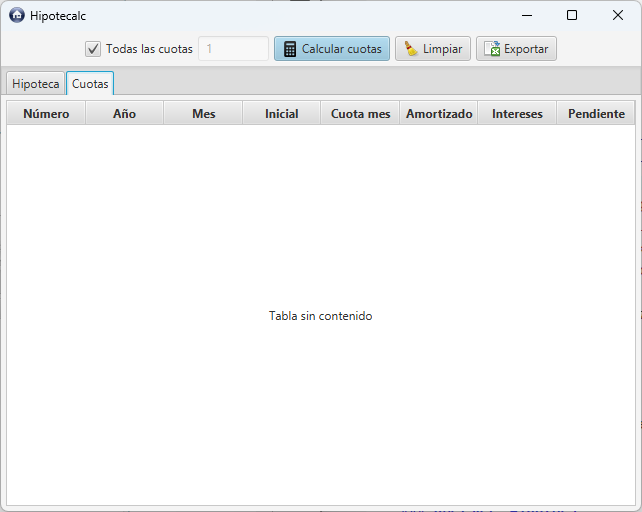 Hipotecalc
Todas las cuotas 1 Calcular cuotas Limpiar Exportar
Hipoteca Cuotas
Número Año Mes Inicial Cuota mes Amortizado Intereses Pendiente
Tabla sin contenido